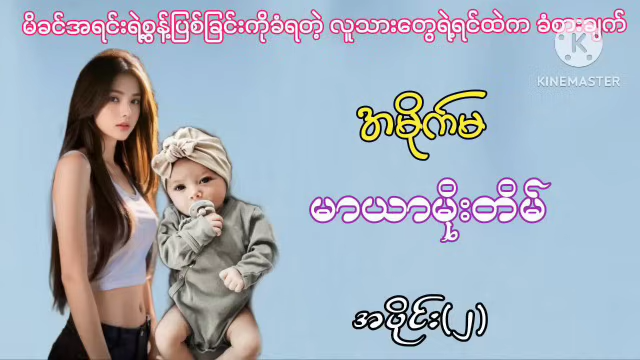 မိခင်အရင်းရဲ့စွန့်ပြစ်ခြင်းကိုခံရတဲ့ လူသားတွေရဲ့ရင်ထဲက ခံစားချက်
KINEMASTER
အမိုက်မ
မာယာမိုးတိမ်
အပိုင်း(၂)